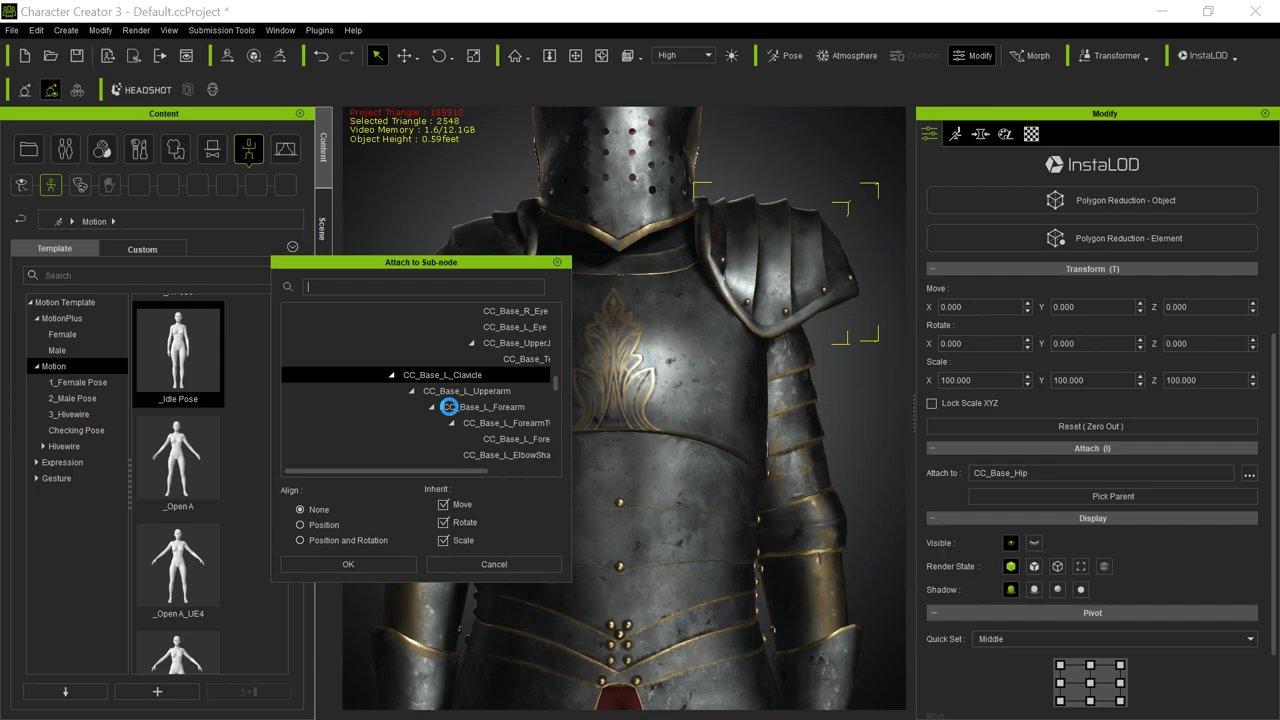 Character Creator 3 - Default.ccProject *
File Edit Create Modify Render View Submission Tools Window Plugins Help
High Pose Atmosphere Conform Modify Morph Transformer InstaLOD
HEADSHOT
Content
Content
Scene
Motion
Template Custom
Search
Motion Template
MotionPlus
Female
Male
Motion
1_Female Pose
2_Male Pose
3_Hivewire
Checking Pose
Hivewire
Expression
Gesture
_Idle Pose
_Open A
_Open A_UE4
Project Triangle : 185910
Selected Triangle : 2548
Video Memory : 1.6/12.1GB
Object Height : 0.59feet
Attach to Sub-node
CC_Base_R_Eye
CC_Base_L_Eye
CC_Base_UpperJ
CC_Base_Te
CC_Base_L_Clavicle
CC_Base_L_Upperarm
CC_Base_L_Forearm
CC_Base_L_ForearmT
CC_Base_L_Fore
CC_Base_L_ElbowSha
Align :
None
Position
Position and Rotation
Inherit :
Move
Rotate
Scale
OK Cancel
Modify
InstaLOD
Polygon Reduction - Object
Polygon Reduction - Element
Transform (T)
Move :
X 0.000 Y 0.000 Z 0.000
Rotate :
X 0.000 Y 0.000 Z 0.000
Scale :
X 100.000 Y 100.000 Z 100.000
Lock Scale XYZ
Reset ( Zero Out )
Attach (I)
Attach to : CC_Base_Hip ...
Pick Parent
Display
Visible :
Render State :
Shadow :
Pivot
Quick Set : Middle